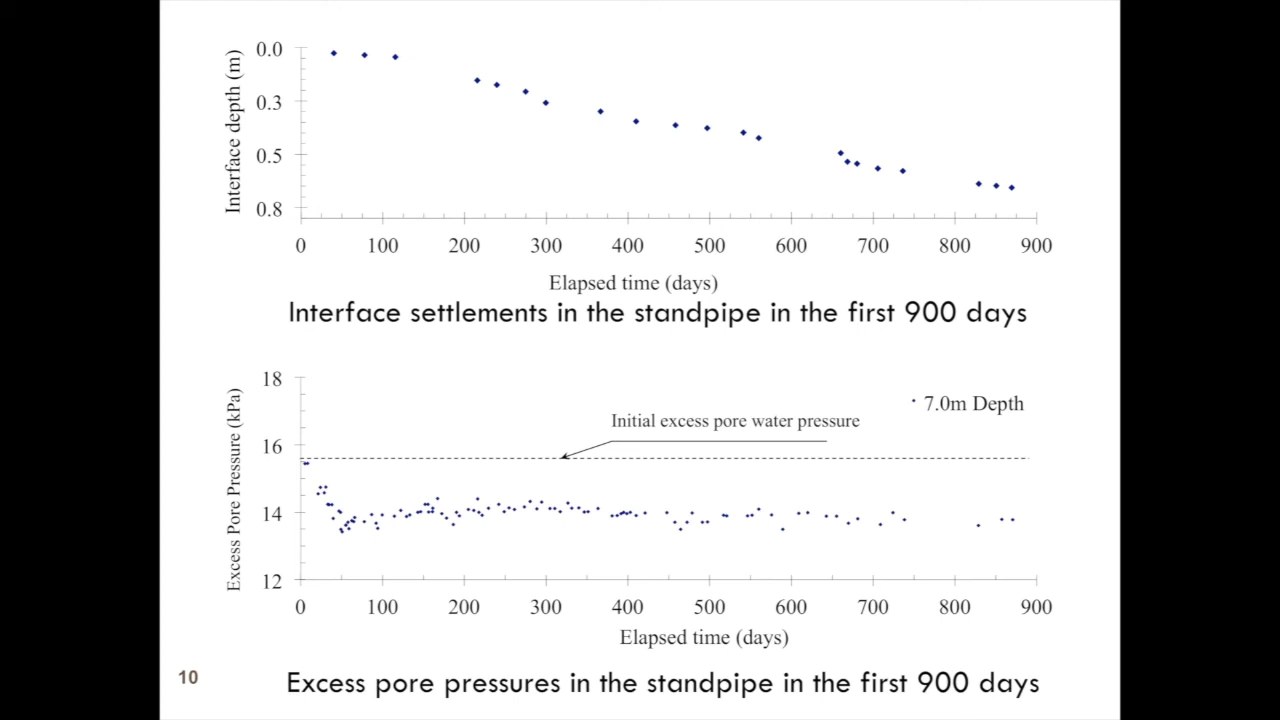 Interface depth (m)
0.0
0.3
0.5
0.8
0 100 200 300 400 500 600 700 800 900
Elapsed time (days)
Interface settlements in the standpipe in the first 900 days
Excess Pore Pressure (kPa)
18
16
14
12
Initial excess pore water pressure
7.0m Depth
0 100 200 300 400 500 600 700 800 900
Elapsed time (days)
10
Excess pore pressures in the standpipe in the first 900 days